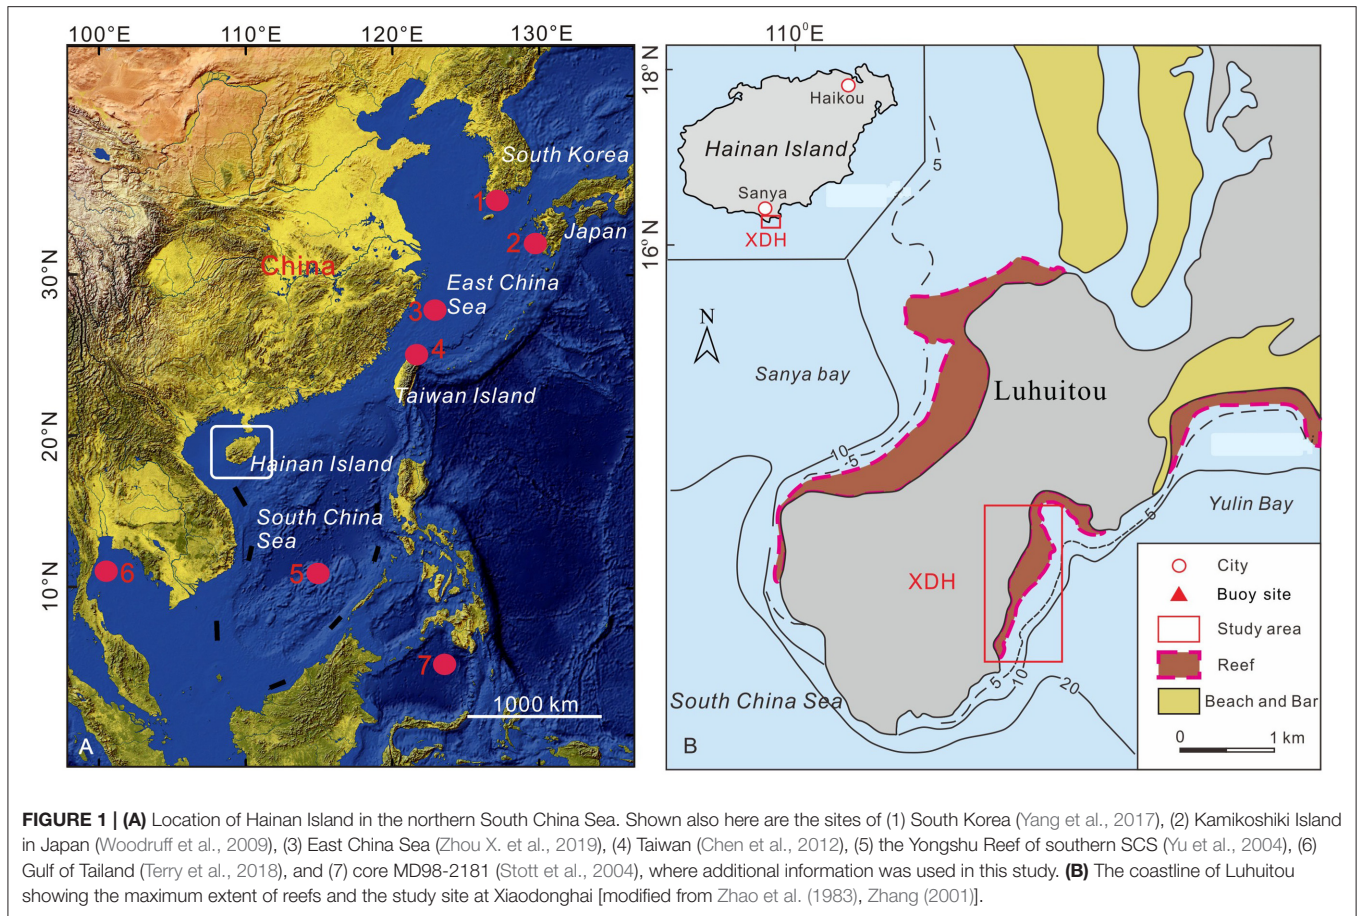 100°E 110°E 120°E 130°E
30°N
20°N
10°N
South Korea
1
2
Japan
China
East China
Sea
3
4
Taiwan Island
Hainan Island
South China
Sea
6
5
7
1000 km
A
110⁰
18⁰ N
16⁰ N
Haikou
Hainan Island
Sanya
XDH
5
N
Sanya bay
Luhuitou
10
5
Yulin Bay
5
XDH
5
10
20
South China Sea
B
City
Buoy site
Study area
Reef
Beach and Bar
0 1 km
FIGURE 1 | (A) Location of Hainan Island in the northern South China Sea. Shown also here are the sites of (1) South Korea (Yang et al., 2017), (2) Kamikoshiki Island
in Japan (Woodruff et al., 2009), (3) East China Sea (Zhou X. et al., 2019), (4) Taiwan (Chen et al., 2012), (5) the Yongshu Reef of southern SCS (Yu et al., 2004), (6)
Gulf of Tailand (Terry et al., 2018), and (7) core MD98-2181 (Stott et al., 2004), where additional information was used in this study. (B) The coastline of Luhuitou
showing the maximum extent of reefs and the study site at Xiaodonghai [modified from Zhao et al. (1983), Zhang (2001)].